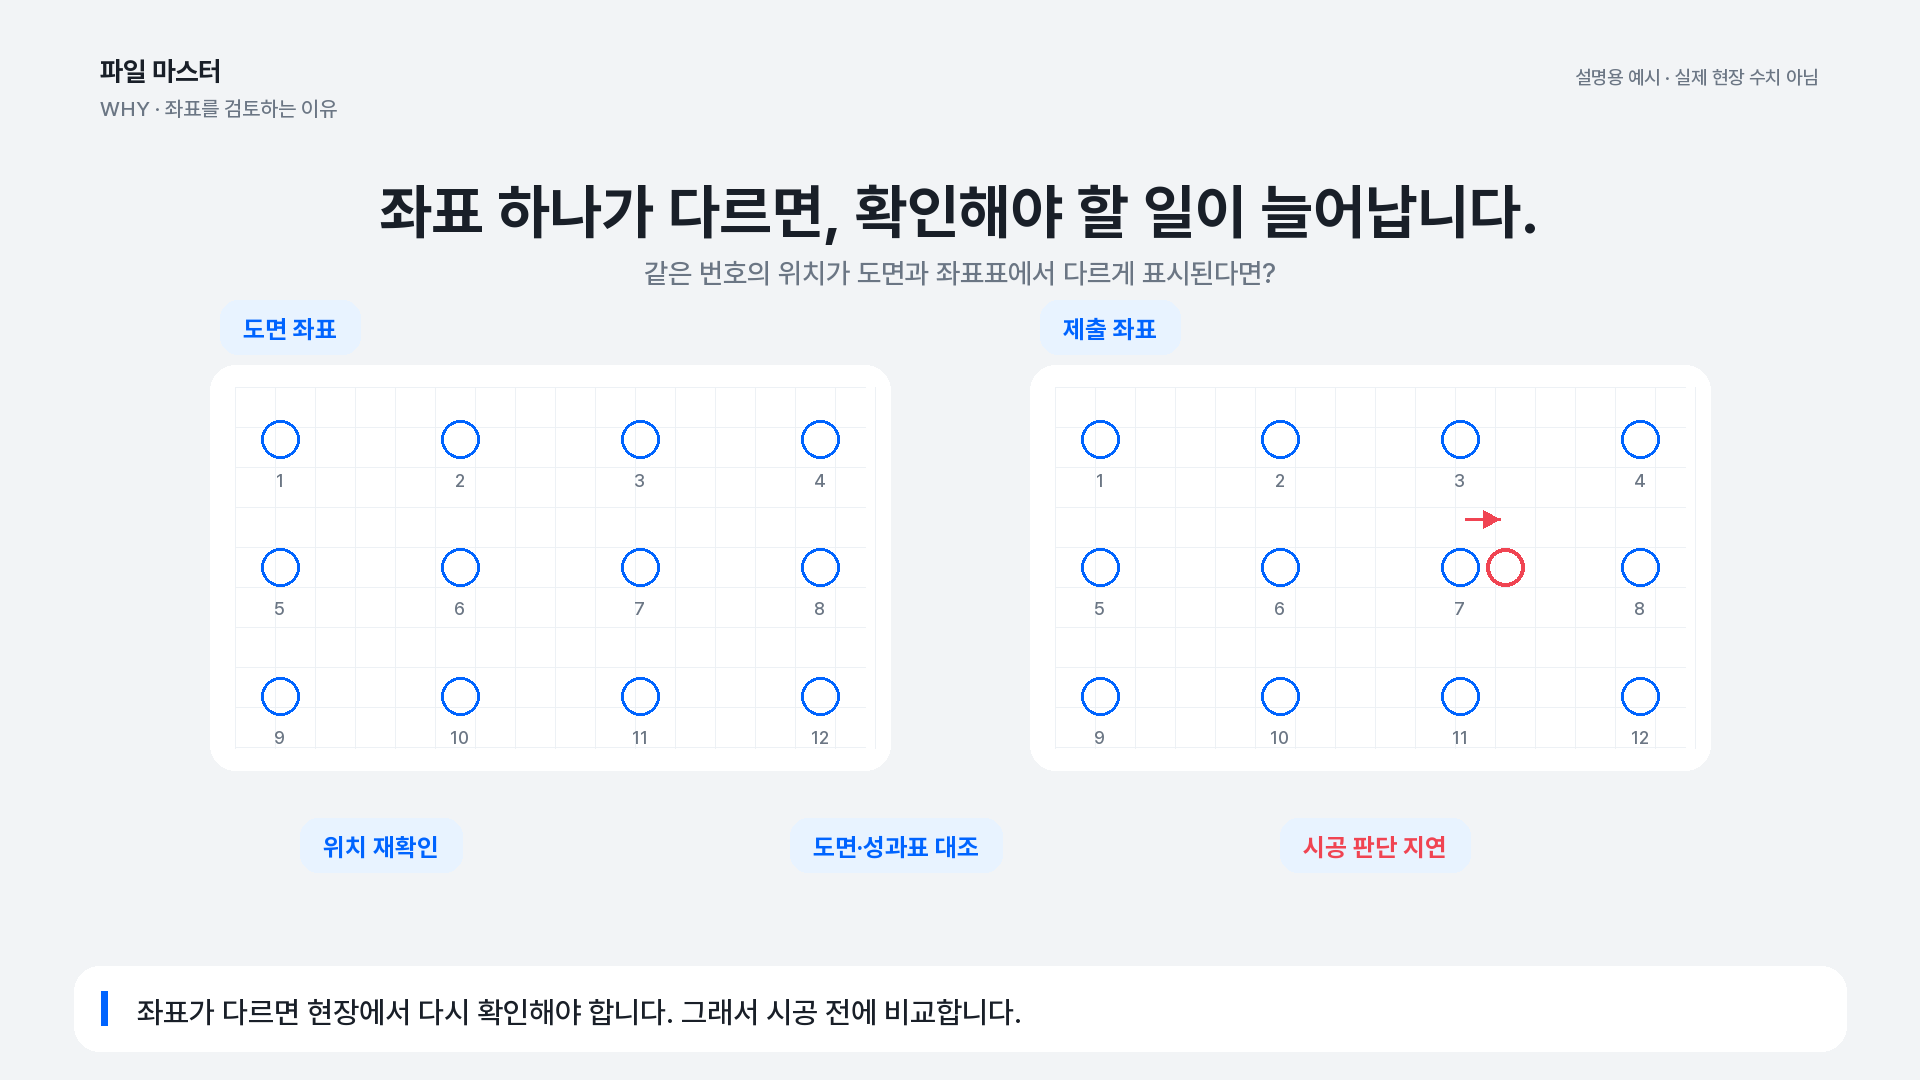 파일 마스터
WHY · 좌표를 검토하는 이유
설명용 예시 · 실제 현장 수치 아님
좌표 하나가 다르면, 확인해야 할 일이 늘어납니다.
같은 번호의 위치가 도면과 좌표표에서 다르게 표시된다면?
도면 좌표
1 2 3 4
5 6 7 8
9 10 11 12
제출 좌표
1 2 3 4
5 6 7 8
9 10 11 12
위치 재확인
도면·성과표 대조
시공 판단 지연
좌표가 다르면 현장에서 다시 확인해야 합니다. 그래서 시공 전에 비교합니다.